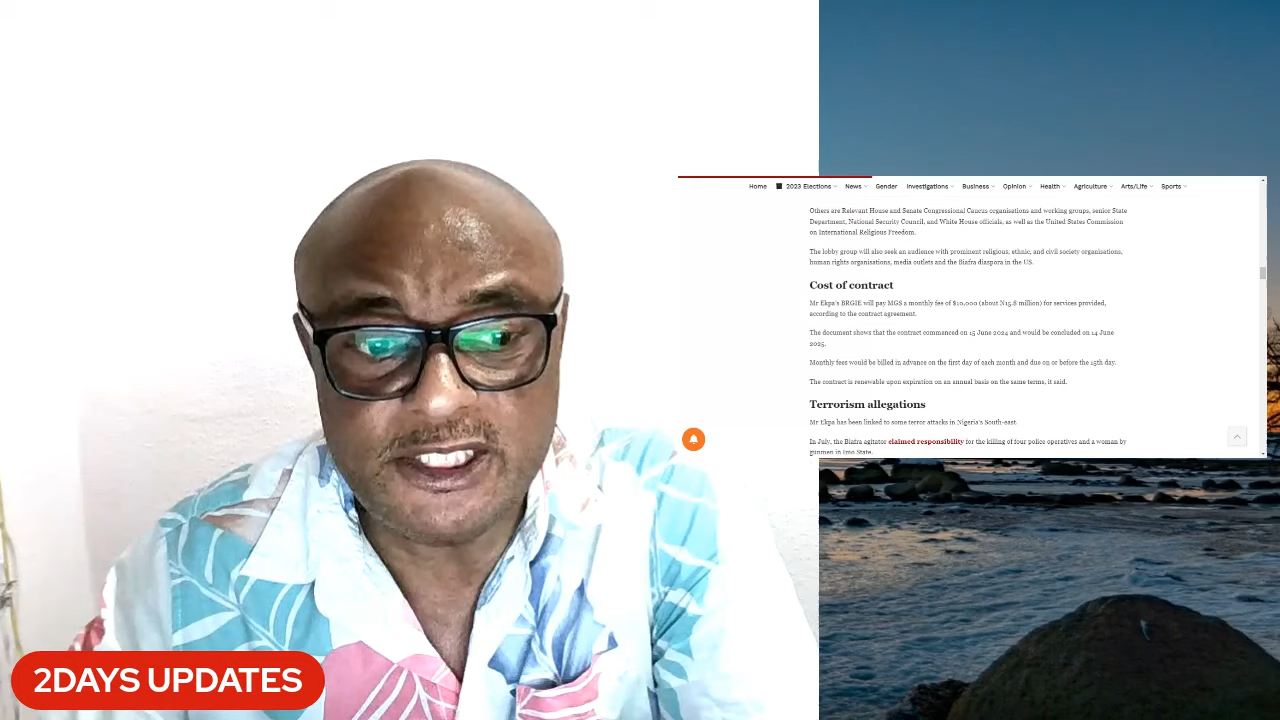 Home 2023 Elections News Gender Investigations Business Opinion Health Agriculture Arts/Life Sports
Others are Relevant House and Senate Congressional Caucus organisations and working groups, senior State
Department, National Security Council, and White House officials, as well as the United States Commission
on International Religious Freedom.
The lobby group will also seek an audience with prominent religious, ethnic, and civil society organisations,
human rights organisations, media outlets and the Biafra diaspora in the US.
Cost of contract
Mr Ekpa's BRGIE will pay MGS a monthly fee of $10,000 (about N15.8 million) for services provided,
according to the contract agreement.
The document shows that the contract commenced on 15 June 2024 and would be concluded on 14 June
2025.
Monthly fees would be billed in advance on the first day of each month and due on or before the 15th day.
The contract is renewable upon expiration on an annual basis on the same terms, it said.
Terrorism allegations
Mr Ekpa has been linked to some terror attacks in Nigeria's South-east.
In July, the Biafra agitator claimed responsibility for the killing of four police operatives and a woman by
gunmen in Imo State.
2DAYS UPDATES